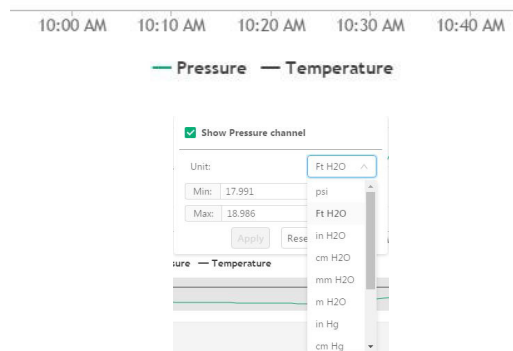 10:00 AM 10:10 AM 10:20 AM 10:30 AM 10:40 AM
Pressure Temperature
Show Pressure channel
Unit: Ft H2O
Min: 17.991 psi
Max: 18.986 Ft H2O
Apply Rese in H2O
cm H2O
sure Temperature
mm H2O
m H2O
in Hg
cm Hg